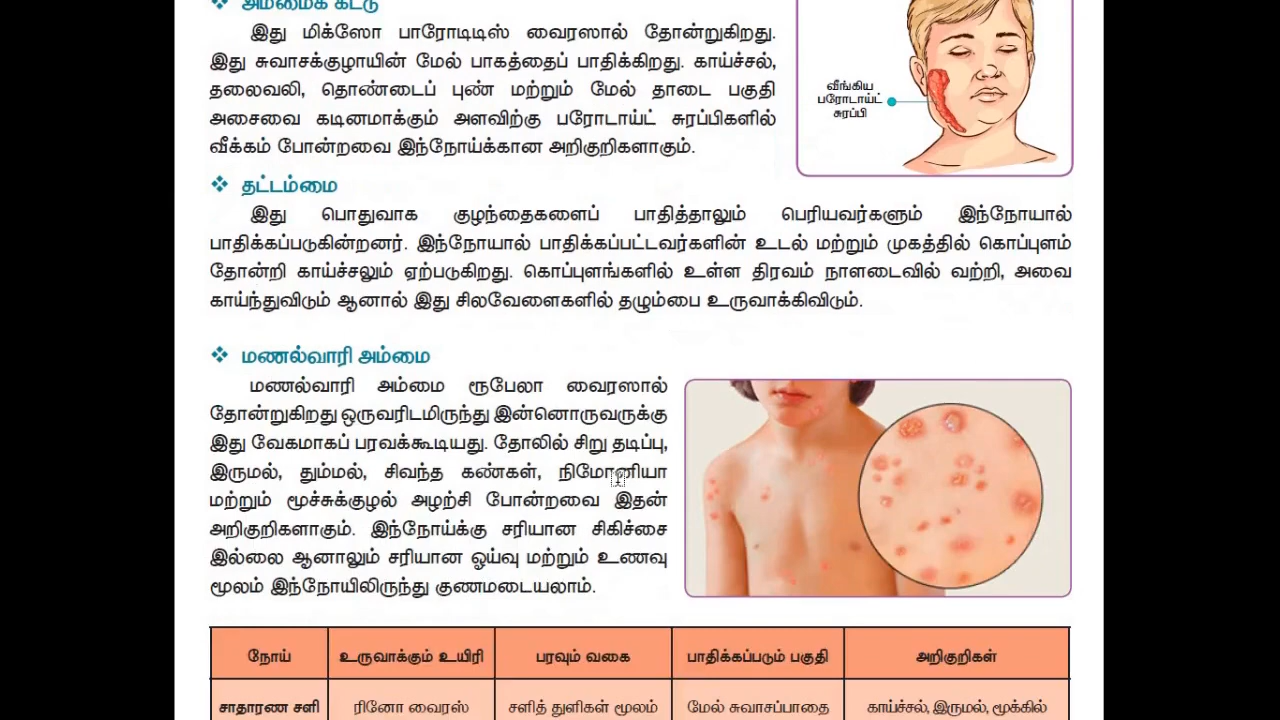 ❖ அம்மைக் கட்டு
இது மிக்ஸோ பாரோடிடிஸ் வைரஸால் தோன்றுகிறது.
இது சுவாசக்குழாயின் மேல் பாகத்தைப் பாதிக்கிறது. காய்ச்சல்,
தலைவலி, தொண்டைப் புண் மற்றும் மேல் தாடை பகுதி
அசைவை கடினமாக்கும் அளவிற்கு பரோடாய்ட் சுரப்பிகளில்
வீக்கம் போன்றவை இந்நோய்க்கான அறிகுறிகளாகும்.
வீங்கிய
பரோடாய்ட்
சுரப்பி
❖ தட்டம்மை
இது பொதுவாக குழந்தைகளைப் பாதித்தாலும் பெரியவர்களும் இந்நோயால்
பாதிக்கப்படுகின்றனர். இந்நோயால் பாதிக்கப்பட்டவர்களின் உடல் மற்றும் முகத்தில் கொப்புளம்
தோன்றி காய்ச்சலும் ஏற்படுகிறது. கொப்புளங்களில் உள்ள திரவம் நாளடைவில் வற்றி, அவை
காய்ந்துவிடும் ஆனால் இது சிலவேளைகளில் தழும்பை உருவாக்கிவிடும்.
❖ மணல்வாரி அம்மை
மணல்வாரி அம்மை ரூபேலா வைரஸால்
தோன்றுகிறது ஒருவரிடமிருந்து இன்னொருவருக்கு
இது வேகமாகப் பரவக்கூடியது. தோலில் சிறு தடிப்பு,
இருமல், தும்மல், சிவந்த கண்கள், நிமோனியா
மற்றும் மூச்சுக்குழல் அழற்சி போன்றவை இதன்
அறிகுறிகளாகும். இந்நோய்க்கு சரியான சிகிச்சை
இல்லை ஆனாலும் சரியான ஓய்வு மற்றும் உணவு
மூலம் இந்நோயிலிருந்து குணமடையலாம்.
நோய் உருவாக்கும் உயிரி பரவும் வகை பாதிக்கப்படும் பகுதி அறிகுறிகள்
சாதாரண சளி ரினோ வைரஸ் சளித் துளிகள் மூலம் மேல் சுவாசப்பாதை காய்ச்சல், இருமல், மூக்கில்